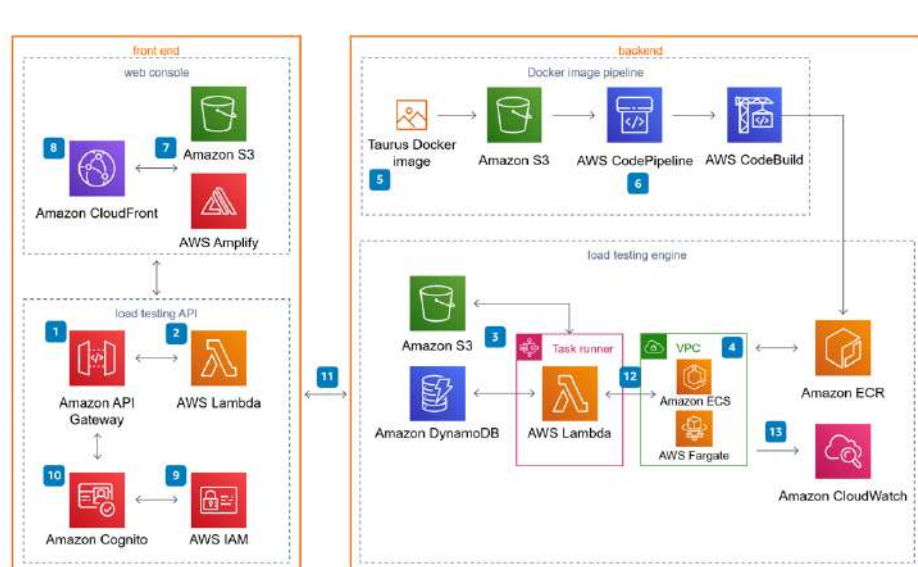 front end
web console
8
7
Amazon S3
Amazon CloudFront
AWS Amplify
load testing API
1
2
Amazon API
Gateway
AWS Lambda
10
9
Amazon Cognito
AWS IAM
11
backend
Docker image pipeline
Taurus Docker
image
5
Amazon S3
AWS CodePipeline
6
AWS CodeBuild
load testing engine
Amazon S3
3
Task runner
VPC
4
12
Amazon ECS
Amazon ECR
Amazon DynamoDB
AWS Lambda
AWS Fargate
13
Amazon CloudWatch